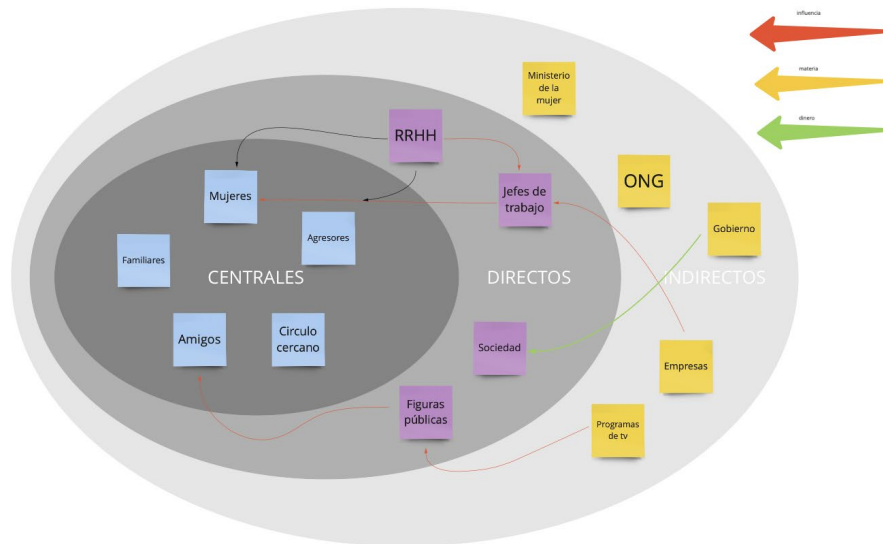 influencia
materia
dinero
Ministerio
de la
mujer
RRHH
ONG
Mujeres
Jefes de
trabajo
Agresores
Gobierno
Familiares
CENTRALES
DIRECTOS
INDIRECTOS
Amigos
Circulo
cercano
Sociedad
Empresas
Figuras
públicas
Programas
de tv